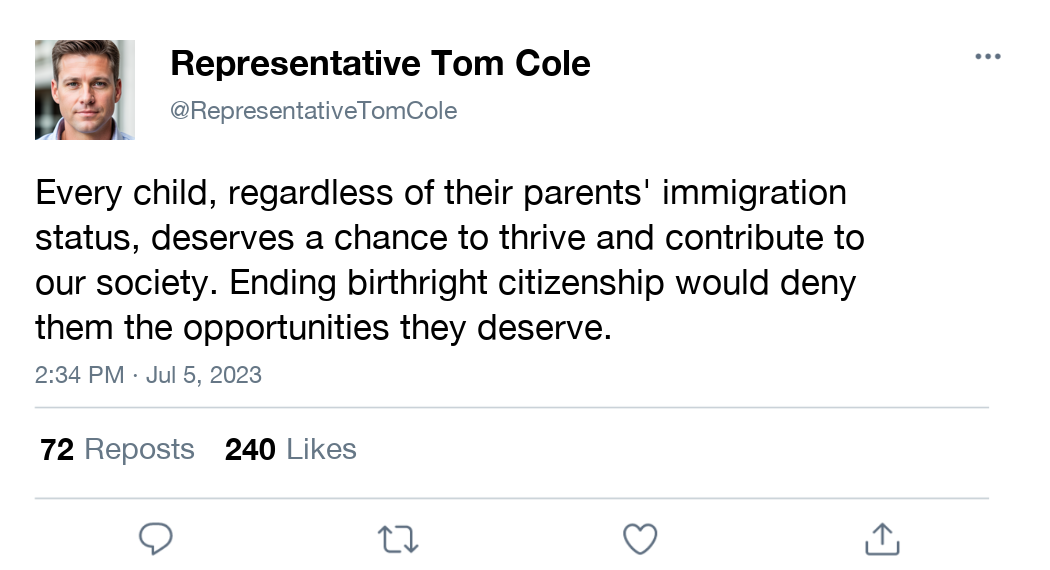 Representative Tom Cole
@RepresentativeTomCole
Every child, regardless of their parents' immigration
status, deserves a chance to thrive and contribute to
our society. Ending birthright citizenship would deny
them the opportunities they deserve.
2:34 PM · Jul 5, 2023
72 Reposts 240 Likes